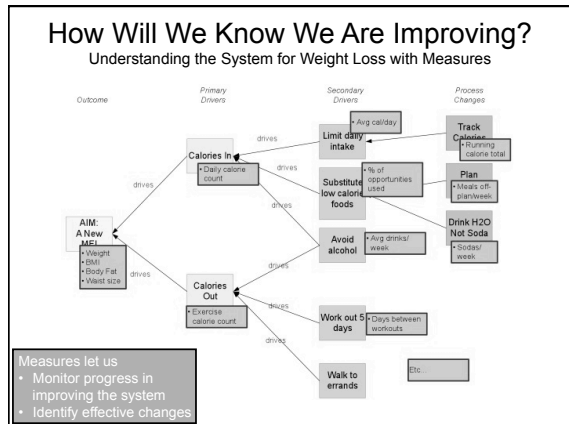 How Will We Know We Are Improving?
Understanding the System for Weight Loss with Measures
Outcome
Primary
Drivers
Secondary
Drivers
Process
Changes
AIM:
A New
ME!
• Weight
• BMI
• Body Fat
• Waist size
drives
drives
Calories In
• Daily calorie
count
Calories
Out
• Exercise
calorie count
drives
drives
drives
drives
drives
drives
Limit daily
intake
• Avg cal/day
Substitute
low calorie
foods
• % of
opportunities
used
Avoid
alcohol
• Avg drinks/
week
Work out 5
days
• Days between
workouts
Walk to
errands
Track
Calories
• Running
calorie total
Plan
• Meals off-
plan/week
Drink H2O
Not Soda
• Sodas/
week
Etc...
Measures let us
• Monitor progress in
improving the system
• Identify effective changes